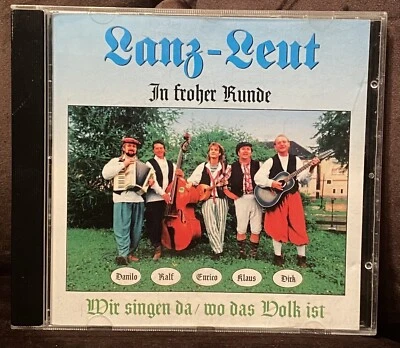 Lanz-Leut
In froher Runde
Danilo Ralf Enrico Klaus Dirk
Wir singen da/wo das Volk ist